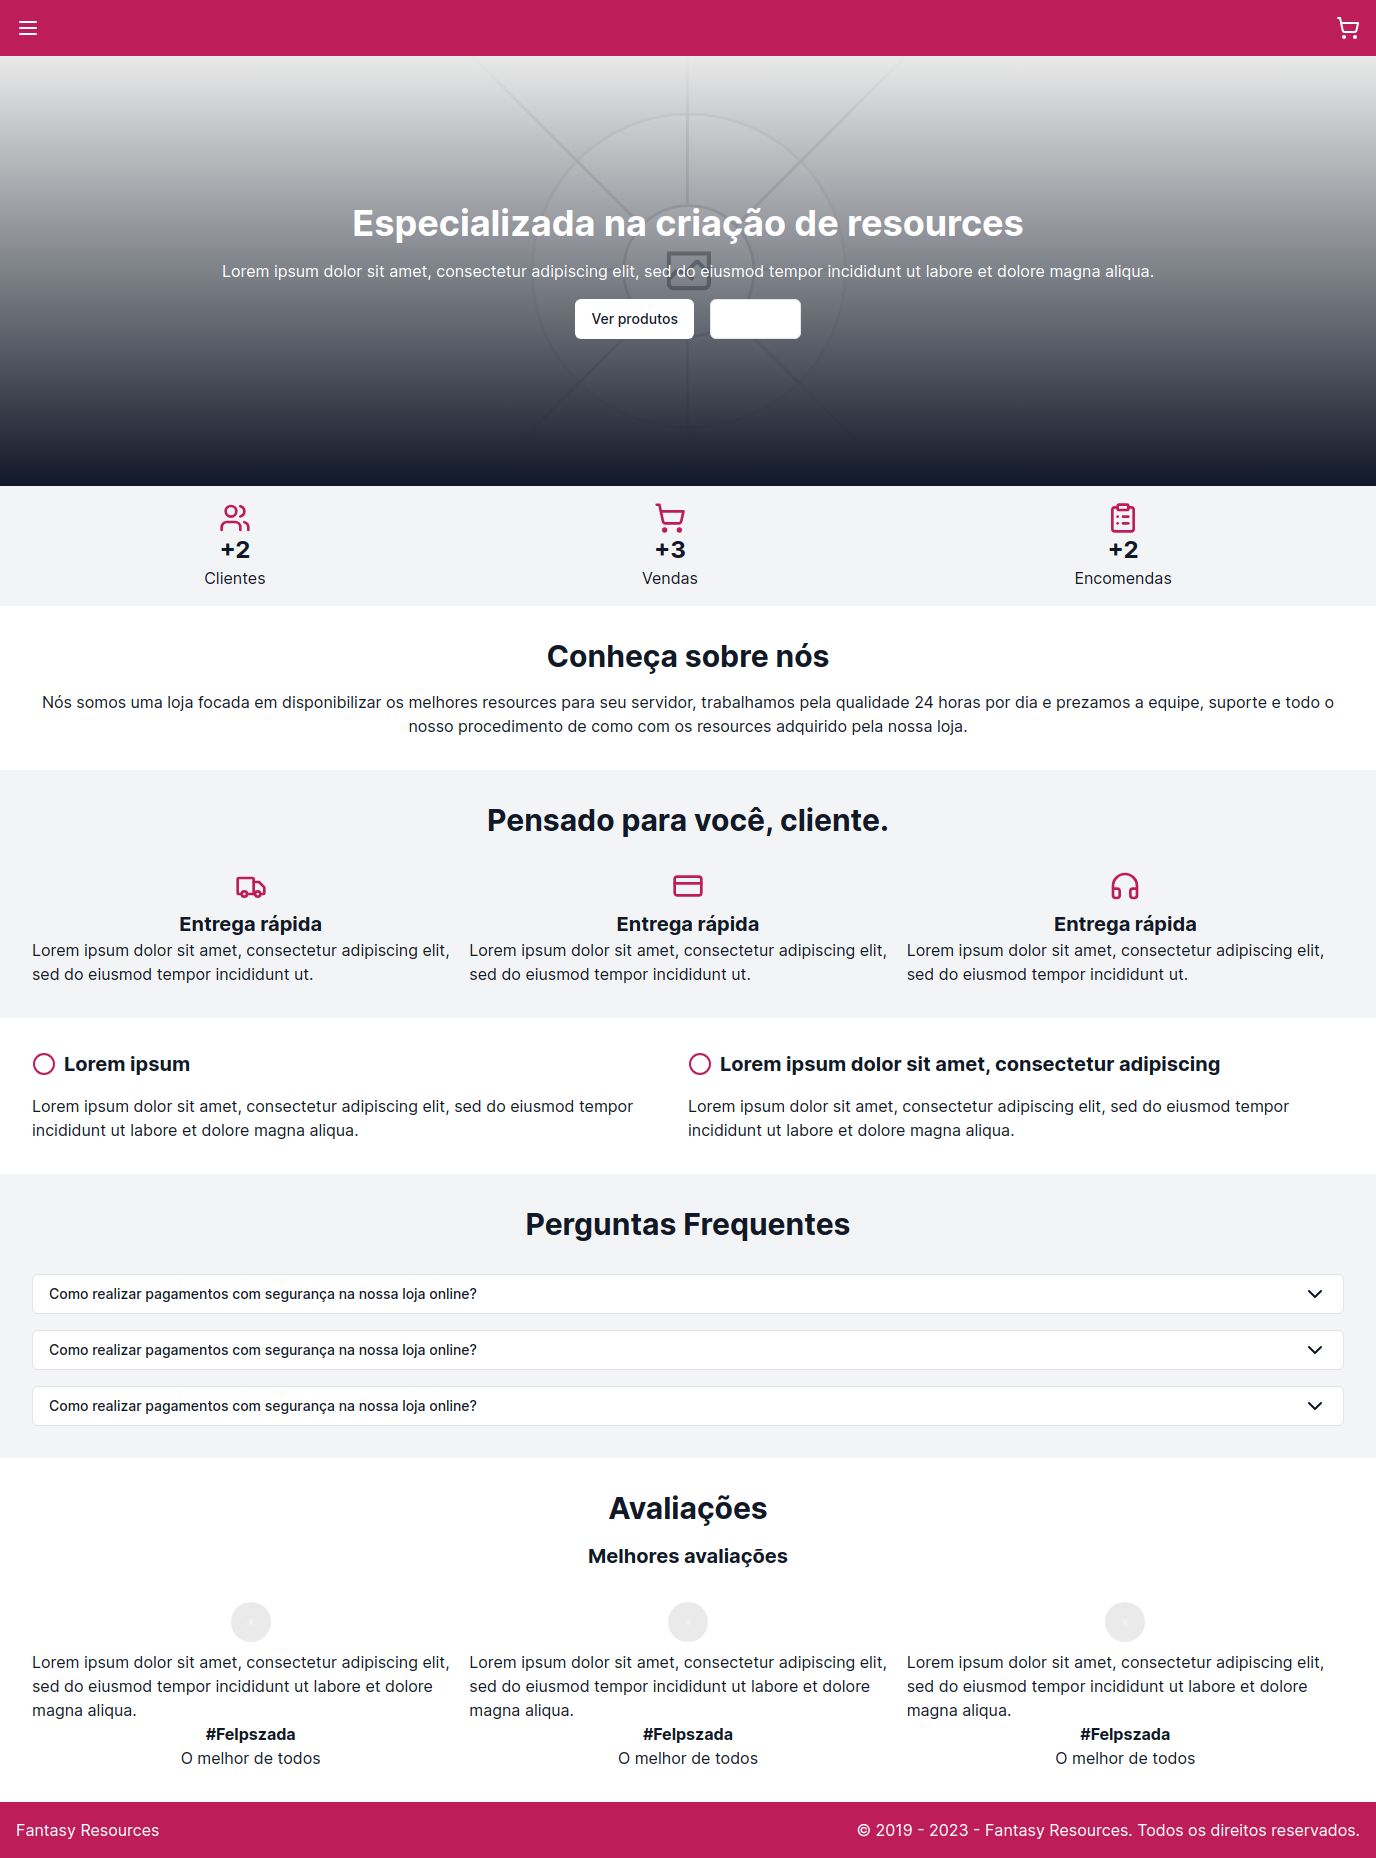 Especializada na criação de resources
Lorem ipsum dolor sit amet, consectetur adipiscing elit, sed do eiusmod tempor incididunt ut labore et dolore magna aliqua.
Ver produtos
+2
Clientes
+3
Vendas
+2
Encomendas
Conheça sobre nós
Nós somos uma loja focada em disponibilizar os melhores resources para seu servidor, trabalhamos pela qualidade 24 horas por dia e prezamos a equipe, suporte e todo o
nosso procedimento de como com os resources adquirido pela nossa loja.
Pensado para você, cliente.
Entrega rápida
Lorem ipsum dolor sit amet, consectetur adipiscing elit,
sed do eiusmod tempor incididunt ut.
Entrega rápida
Lorem ipsum dolor sit amet, consectetur adipiscing elit,
sed do eiusmod tempor incididunt ut.
Entrega rápida
Lorem ipsum dolor sit amet, consectetur adipiscing elit,
sed do eiusmod tempor incididunt ut.
Lorem ipsum
Lorem ipsum dolor sit amet, consectetur adipiscing elit, sed do eiusmod tempor
incididunt ut labore et dolore magna aliqua.
Lorem ipsum dolor sit amet, consectetur adipiscing
Lorem ipsum dolor sit amet, consectetur adipiscing elit, sed do eiusmod tempor
incididunt ut labore et dolore magna aliqua.
Perguntas Frequentes
Como realizar pagamentos com segurança na nossa loja online?
Como realizar pagamentos com segurança na nossa loja online?
Como realizar pagamentos com segurança na nossa loja online?
Avaliações
Melhores avaliações
Lorem ipsum dolor sit amet, consectetur adipiscing elit,
sed do eiusmod tempor incididunt ut labore et dolore
magna aliqua.
#Felpszada
O melhor de todos
Lorem ipsum dolor sit amet, consectetur adipiscing elit,
sed do eiusmod tempor incididunt ut labore et dolore
magna aliqua.
#Felpszada
O melhor de todos
Lorem ipsum dolor sit amet, consectetur adipiscing elit,
sed do eiusmod tempor incididunt ut labore et dolore
magna aliqua.
#Felpszada
O melhor de todos
Fantasy Resources
© 2019 - 2023 - Fantasy Resources. Todos os direitos reservados.